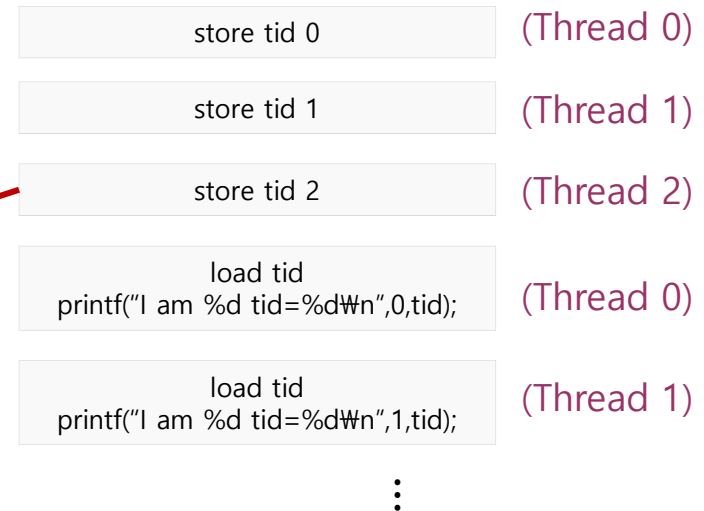 store tid 0 (Thread 0)
store tid 1 (Thread 1)
store tid 2 (Thread 2)
load tid
printf(“I am %d tid=%d₩n”,0,tid); (Thread 0)
load tid
printf(“I am %d tid=%d₩n”,1,tid); (Thread 1)
⋮